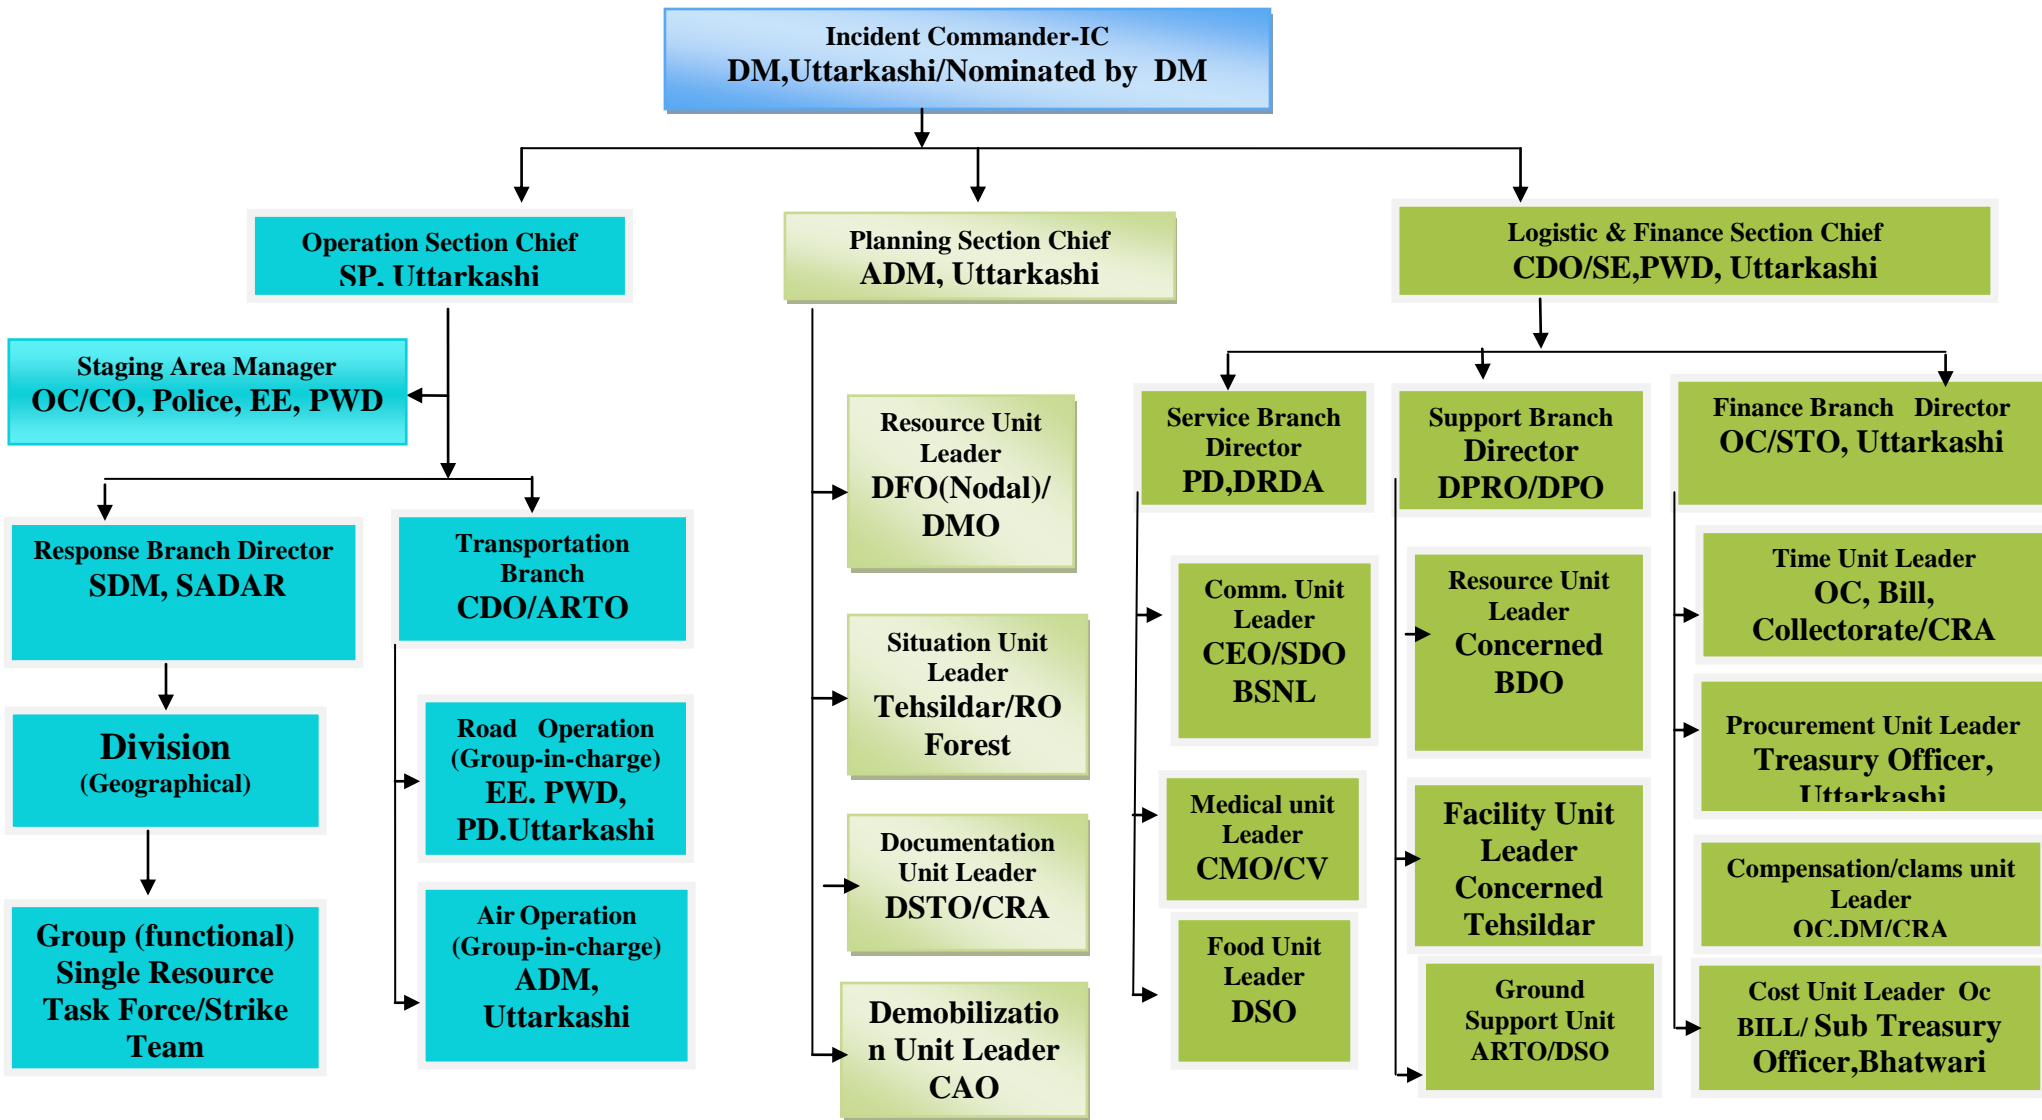 Incident Commander-IC
DM,Uttarkashi/Nominated by DM
Operation Section Chief
SP, Uttarkashi
Planning Section Chief
ADM, Uttarkashi
Logistic & Finance Section Chief
CDO/SE,PWD, Uttarkashi
Staging Area Manager
OC/CO, Police, EE, PWD
Response Branch Director
SDM, SADAR
Division
(Geographical)
Group (functional)
Single Resource
Task Force/Strike
Team
Transportation
Branch
CDO/ARTO
Road Operation
(Group-in-charge)
EE. PWD,
PD.Uttarkashi
Air Operation
(Group-in-charge)
ADM,
Uttarkashi
Resource Unit
Leader
DFO(Nodal)/
DMO
Situation Unit
Leader
Tehsildar/RO
Forest
Documentation
Unit Leader
DSTO/CRA
Demobilizatio
n Unit Leader
CAO
Service Branch
Director
PD,DRDA
Comm. Unit
Leader
CEO/SDO
BSNL
Medical unit
Leader
CMO/CV
Food Unit
Leader
DSO
Support Branch
Director
DPRO/DPO
Resource Unit
Leader
Concerned
BDO
Facility Unit
Leader
Concerned
Tehsildar
Ground
Support Unit
ARTO/DSO
Finance Branch Director
OC/STO, Uttarkashi
Time Unit Leader
OC, Bill,
Collectorate/CRA
Procurement Unit Leader
Treasury Officer,
Uttarkashi
Compensation/clams unit
Leader
OC,DM/CRA
Cost Unit Leader Oc
BILL/ Sub Treasury
Officer,Bhatwari